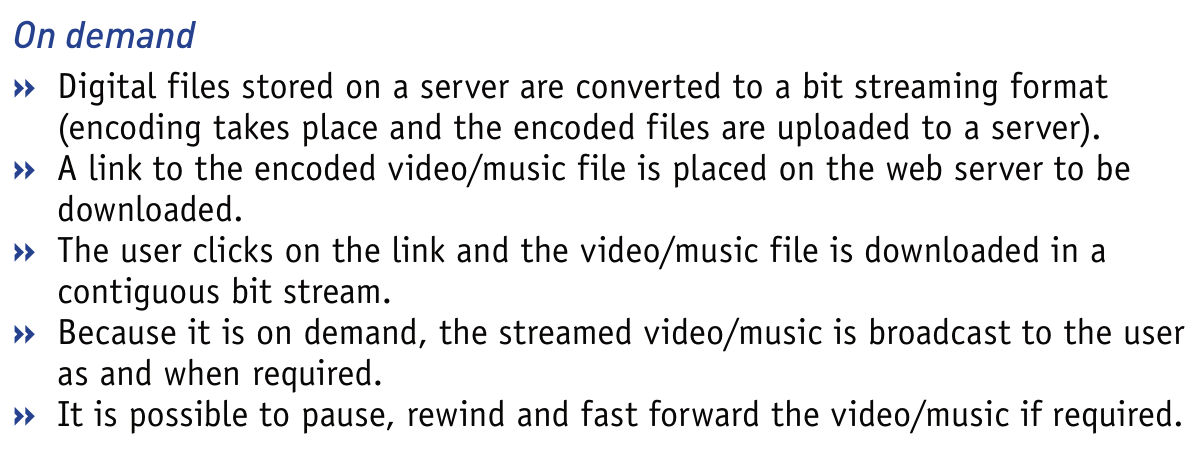 On demand
» Digital files stored on a server are converted to a bit streaming format
(encoding takes place and the encoded files are uploaded to a server).
» A link to the encoded video/music file is placed on the web server to be
downloaded.
» The user clicks on the link and the video/music file is downloaded in a
contiguous bit stream.
» Because it is on demand, the streamed video/music is broadcast to the user
as and when required.
» It is possible to pause, rewind and fast forward the video/music if required.